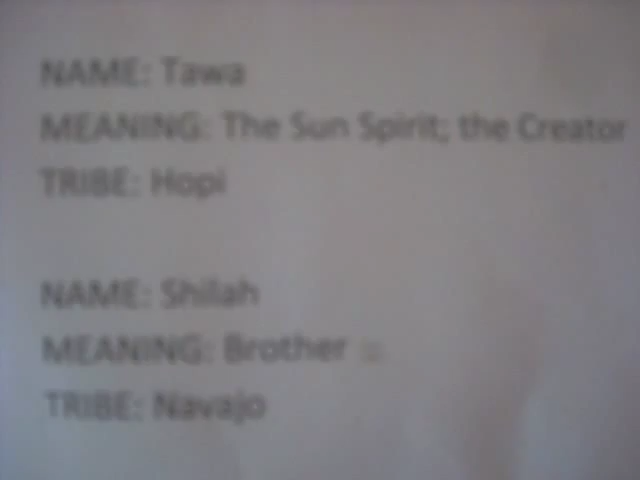 NAME: Tawa
MEANING: The Sun Spirit; the Creator
TRIBE: Hopi
NAME: Shilah
MEANING: Brother
TRIBE: Navajo